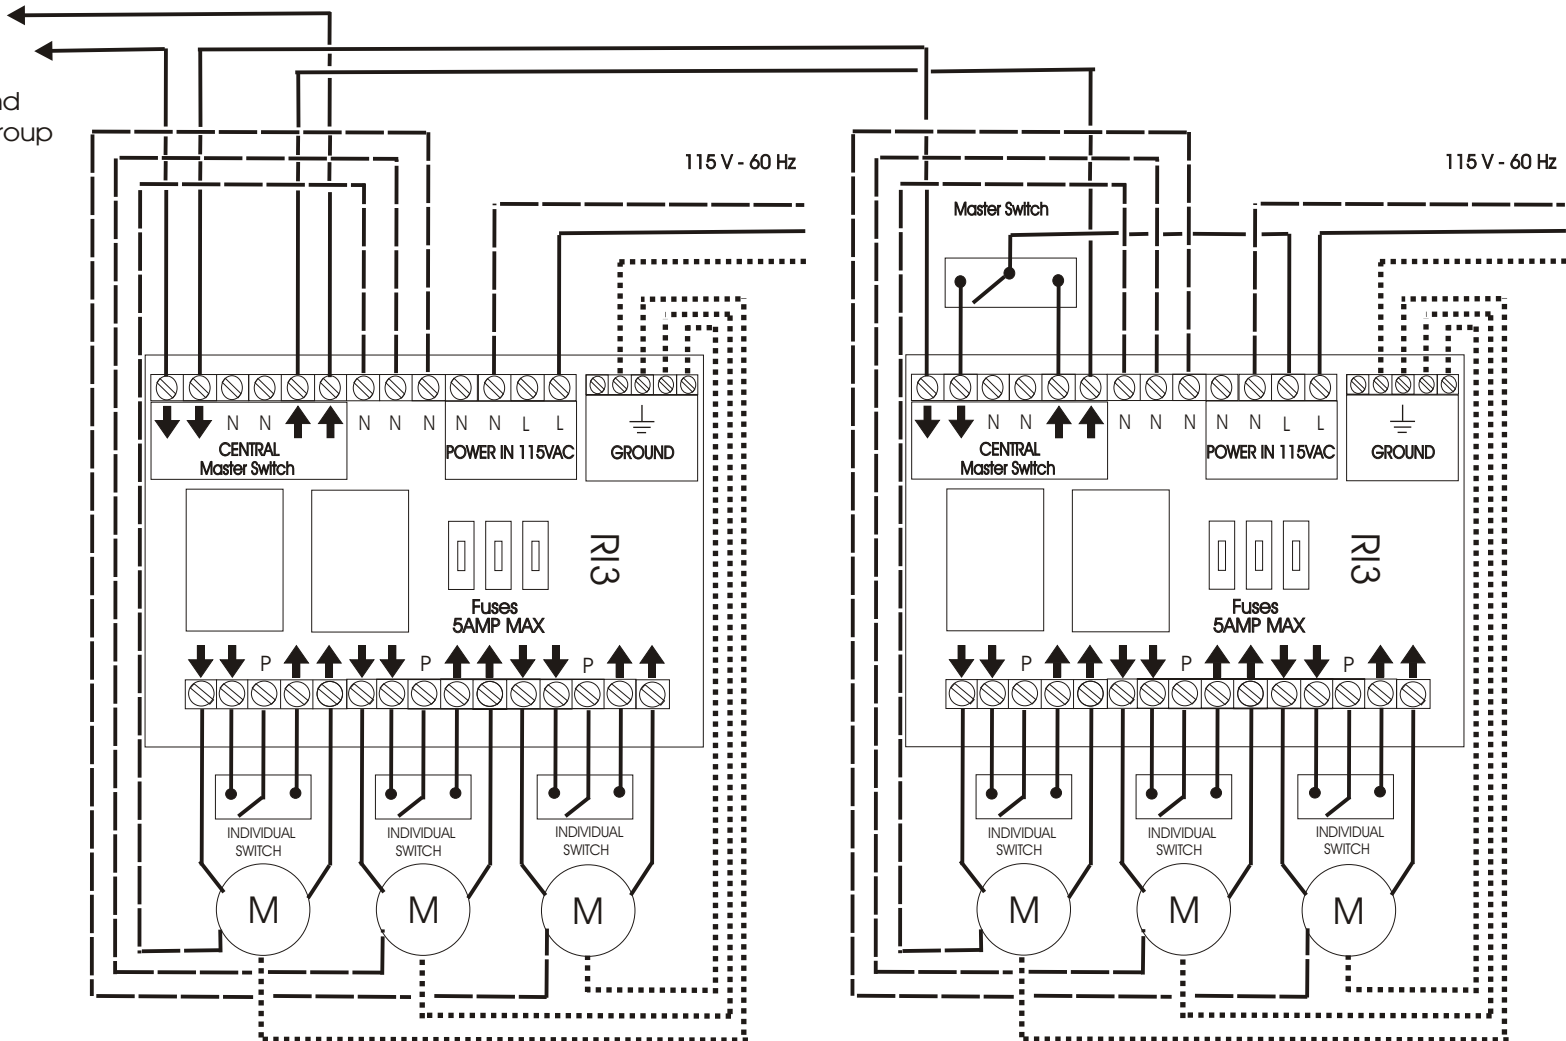 nd
roup
115 V - 60 Hz
115 V - 60 Hz
Master Switch
N N N N N N N L L
CENTRAL
Master Switch
POWER IN 115VAC
GROUND
RI3
Fuses
5AMP MAX
P P P
INDIVIDUAL
SWITCH
INDIVIDUAL
SWITCH
INDIVIDUAL
SWITCH
M M M
N N N N N N N L L
CENTRAL
Master Switch
POWER IN 115VAC
GROUND
RI3
Fuses
5AMP MAX
P P P
INDIVIDUAL
SWITCH
INDIVIDUAL
SWITCH
INDIVIDUAL
SWITCH
M M M